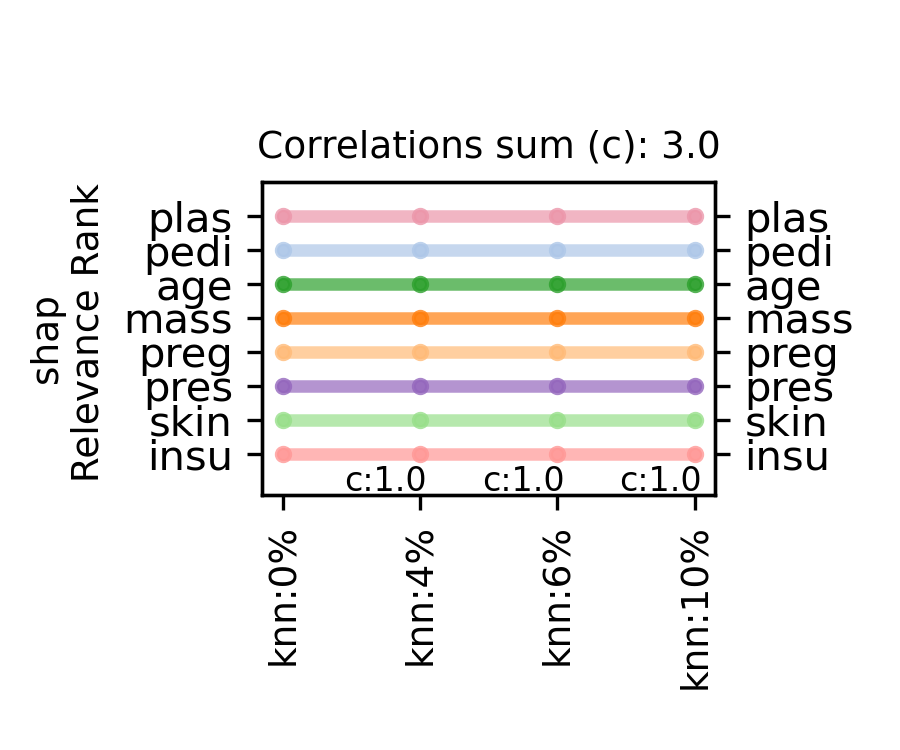 Correlations sum (c): 3.0
shap
Relevance Rank
plas
pedi
age
mass
preg
pres
skin
insu
plas
pedi
age
mass
preg
pres
skin
insu
c:1.0
c:1.0
c:1.0
knn:0%
knn:4%
knn:6%
knn:10%